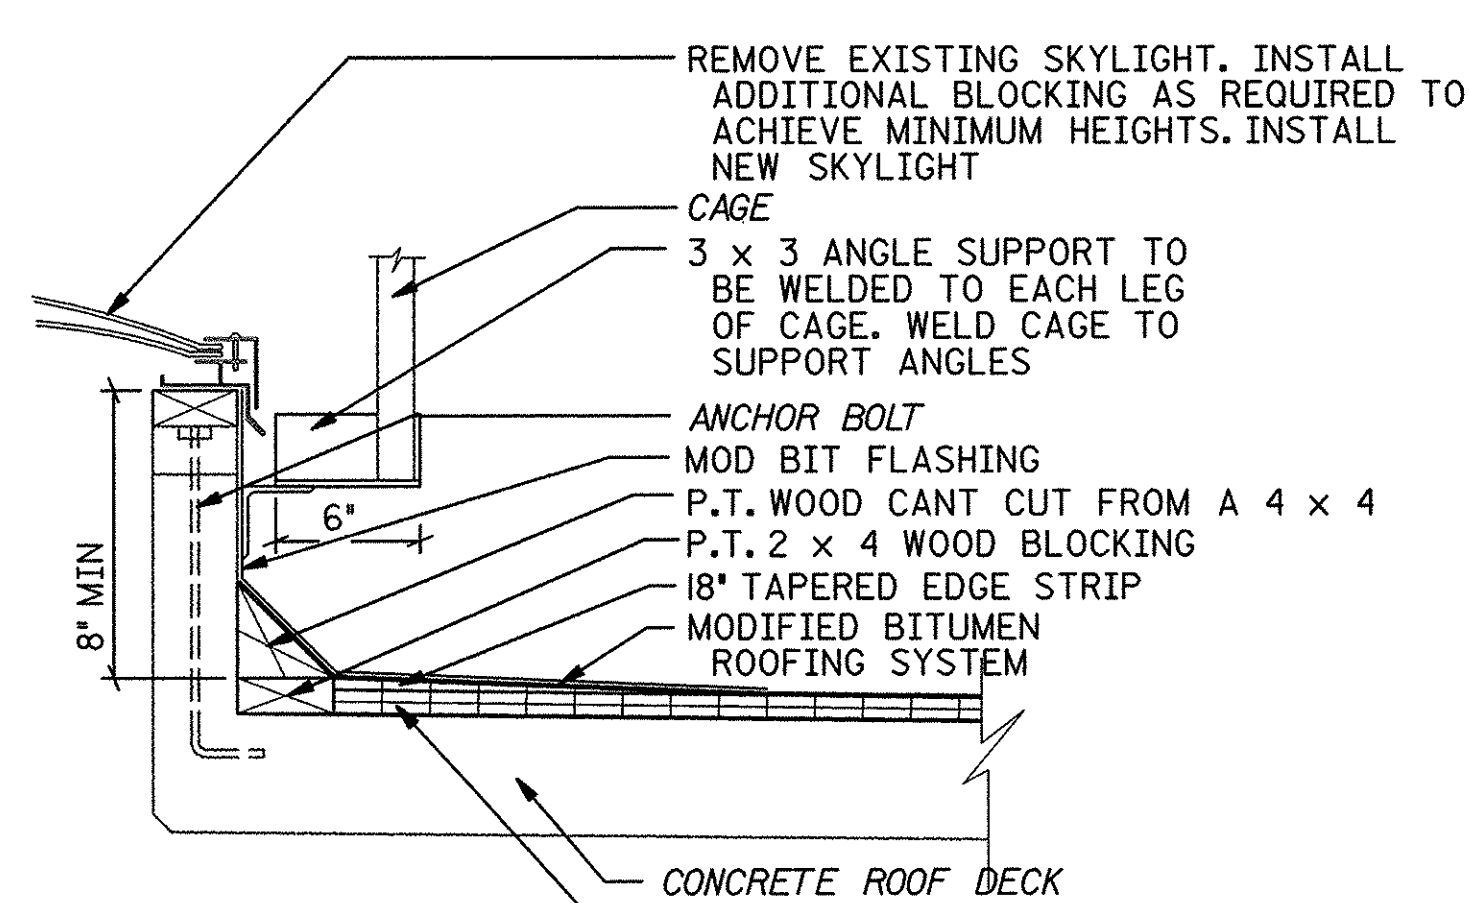 REMOVE EXISTING SKYLIGHT. INSTALL
ADDITIONAL BLOCKING AS REQUIRED TO
ACHIEVE MINIMUM HEIGHTS. INSTALL
NEW SKYLIGHT
CAGE
3 x 3 ANGLE SUPPORT TO
BE WELDED TO EACH LEG
OF CAGE. WELD CAGE TO
SUPPORT ANGLES
ANCHOR BOLT
MOD BIT FLASHING
P.T. WOOD CANT CUT FROM A 4 x 4
6"
P.T. 2 x 4 WOOD BLOCKING
8" MIN
18" TAPERED EDGE STRIP
MODIFIED BITUMEN
ROOFING SYSTEM
CONCRETE ROOF DECK